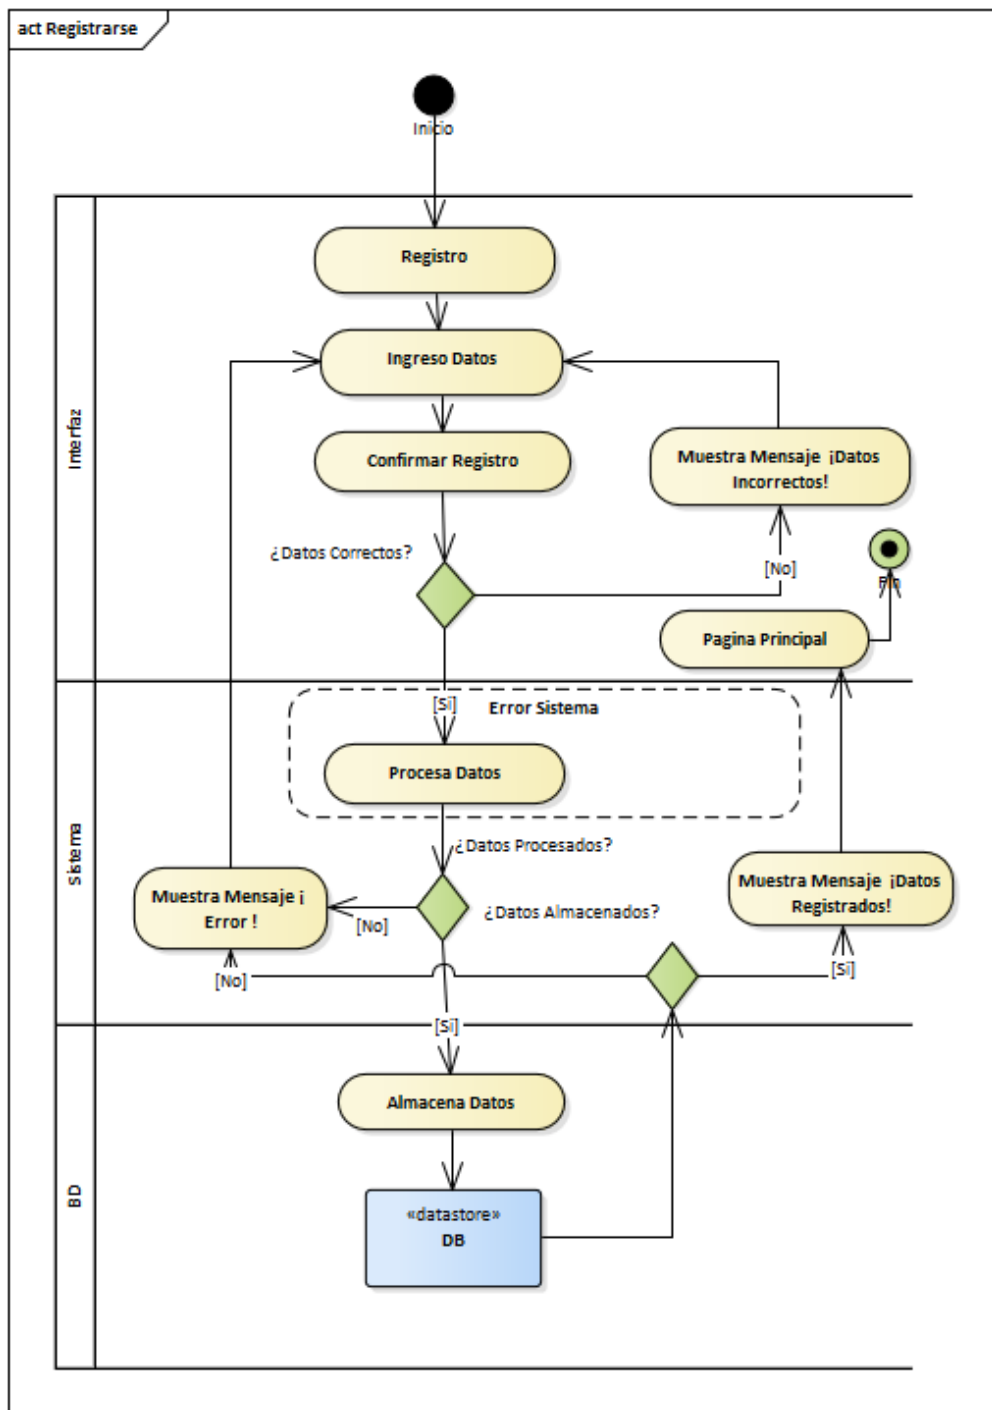 act Registrarse
Inicio
Interfaz
Registro
Ingreso Datos
Confirmar Registro
Muestra Mensaje ¡Datos
Incorrectos!
¿Datos Correctos?
[No]
Fin
Pagina Principal
Sistema
[Si]
Error Sistema
Procesa Datos
¿Datos Procesados?
Muestra Mensaje ¡
Error !
[No]
¿Datos Almacenados?
Muestra Mensaje ¡Datos
Registrados!
[No]
[Si]
[Si]
BD
Almacena Datos
«datastore»
DB